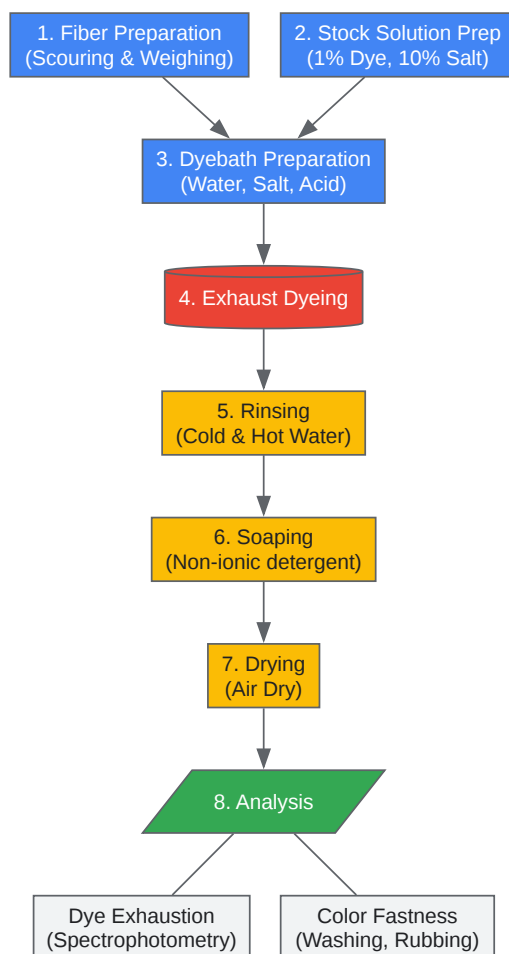 1. Fiber Preparation
(Scouring & Weighing)
2. Stock Solution Prep
(1% Dye, 10% Salt)
3. Dyebath Preparation
(Water, Salt, Acid)
4. Exhaust Dyeing
5. Rinsing
(Cold & Hot Water)
6. Soaping
(Non-ionic detergent)
7. Drying
(Air Dry)
8. Analysis
Dye Exhaustion
(Spectrophotometry)
Color Fastness
(Washing, Rubbing)